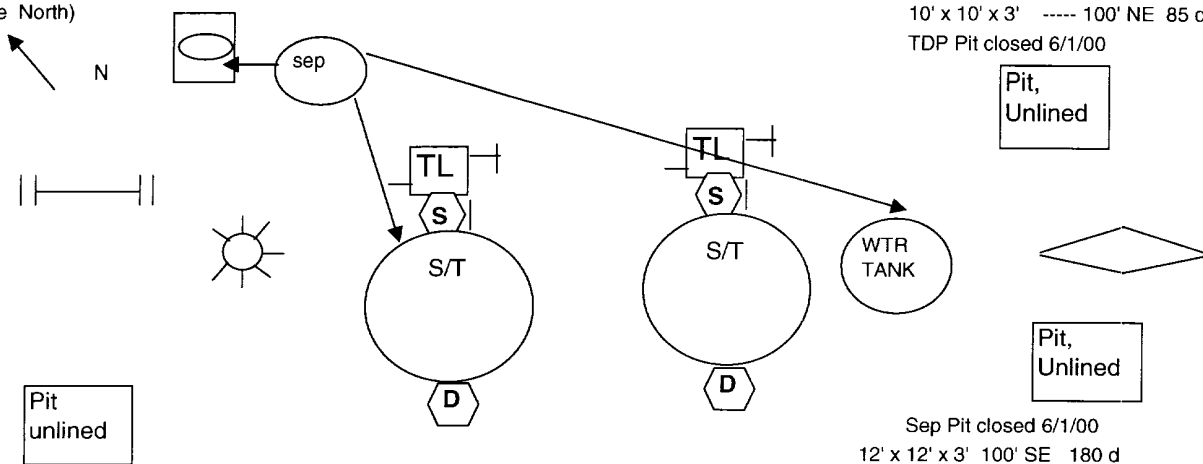 e North)
10' x 10' x 3' ----- 100' NE 85 d
TDP Pit closed 6/1/00
N
sep
Pit,
Unlined
TL
TL
S
S
S/T
S/T
WTR
TANK
Pit,
Unlined
D
D
Pit
unlined
Sep Pit closed 6/1/00
12' x 12' x 3' 100' SE 180 d